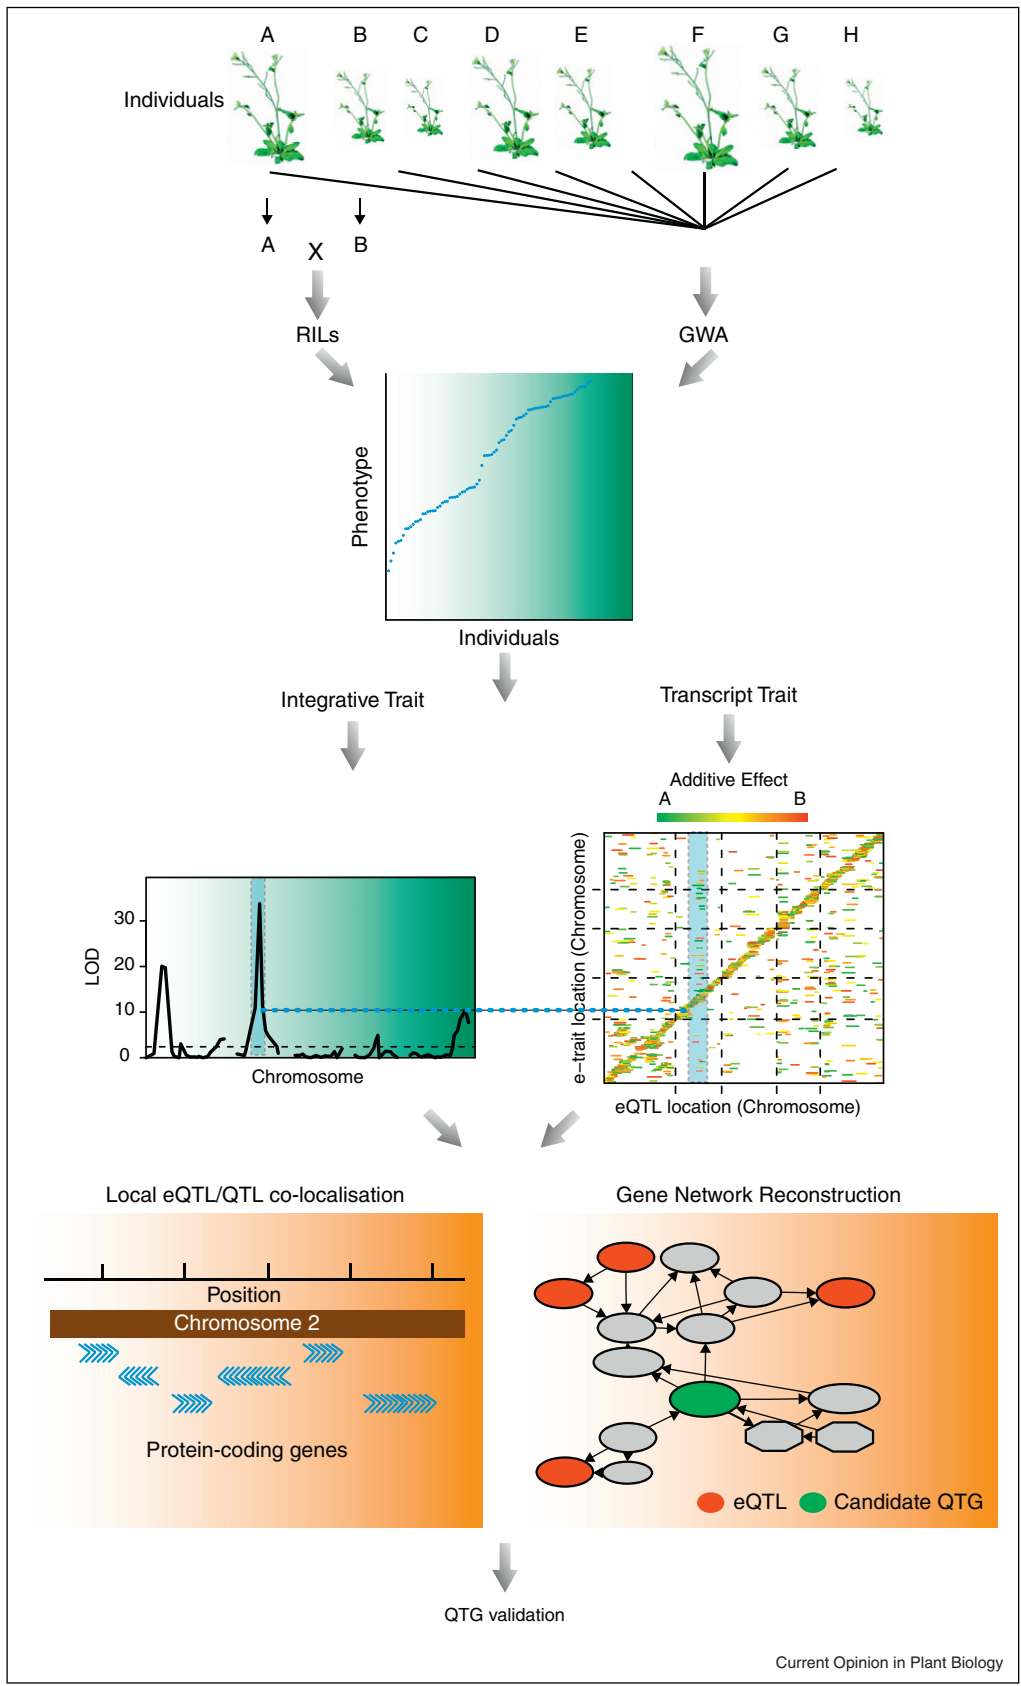 A B C D E F G H
Individuals
A X B
RILs
GWA
Phenotype
Individuals
Integrative Trait
Transcript Trait
Additive Effect
A B
30
20
10
0
LOD
Chromosome
e–trait location (Chromosome)
eQTL location (Chromosome)
Local eQTL/QTL co-localisation
Position
Chromosome 2
Protein-coding genes
Gene Network Reconstruction
eQTL Candidate QTG
QTG validation
Current Opinion in Plant Biology